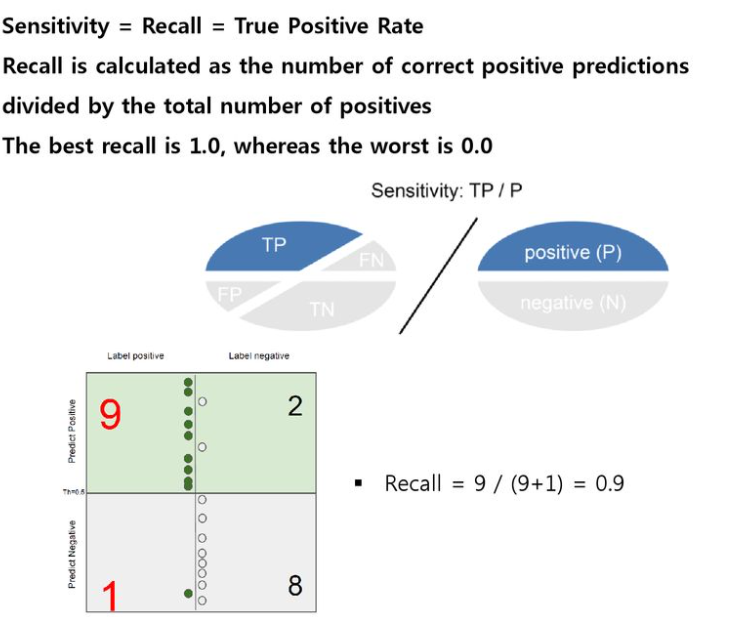 Sensitivity = Recall = True Positive Rate
Recall is calculated as the number of correct positive predictions
divided by the total number of positives
The best recall is 1.0, whereas the worst is 0.0
Sensitivity: TP / P
TP
FN
FP
TN
positive (P)
negative (N)
Label positive
Label negative
Predict Positive
9
2
Th=0.5
▪ Recall = 9 / (9+1) = 0.9
Predict Negative
1
8